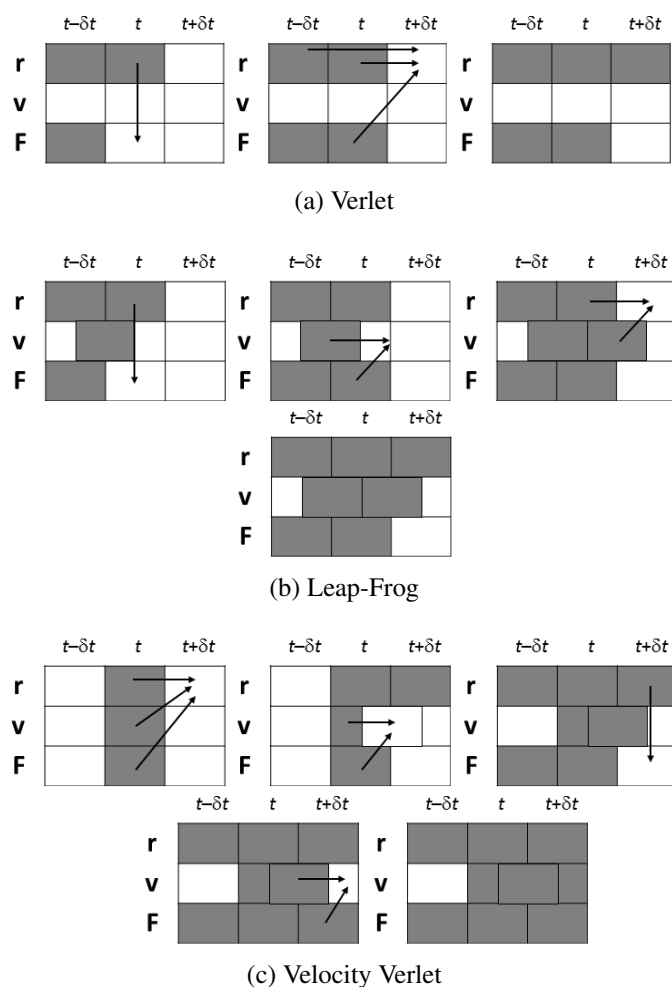 t−δt t t+δt t−δt t t+δt t−δt t t+δt
r r r
v v v
F F F
(a) Verlet
t−δt t t+δt t−δt t t+δt t−δt t t+δt
r r r
v v v
F F F
t−δt t t+δt
r
v
F
(b) Leap-Frog
t−δt t t+δt t−δt t t+δt t−δt t t+δt
r r r
v v v
F F F
t−δt t t+δt t−δt t t+δt
r r
v v
F F
(c) Velocity Verlet